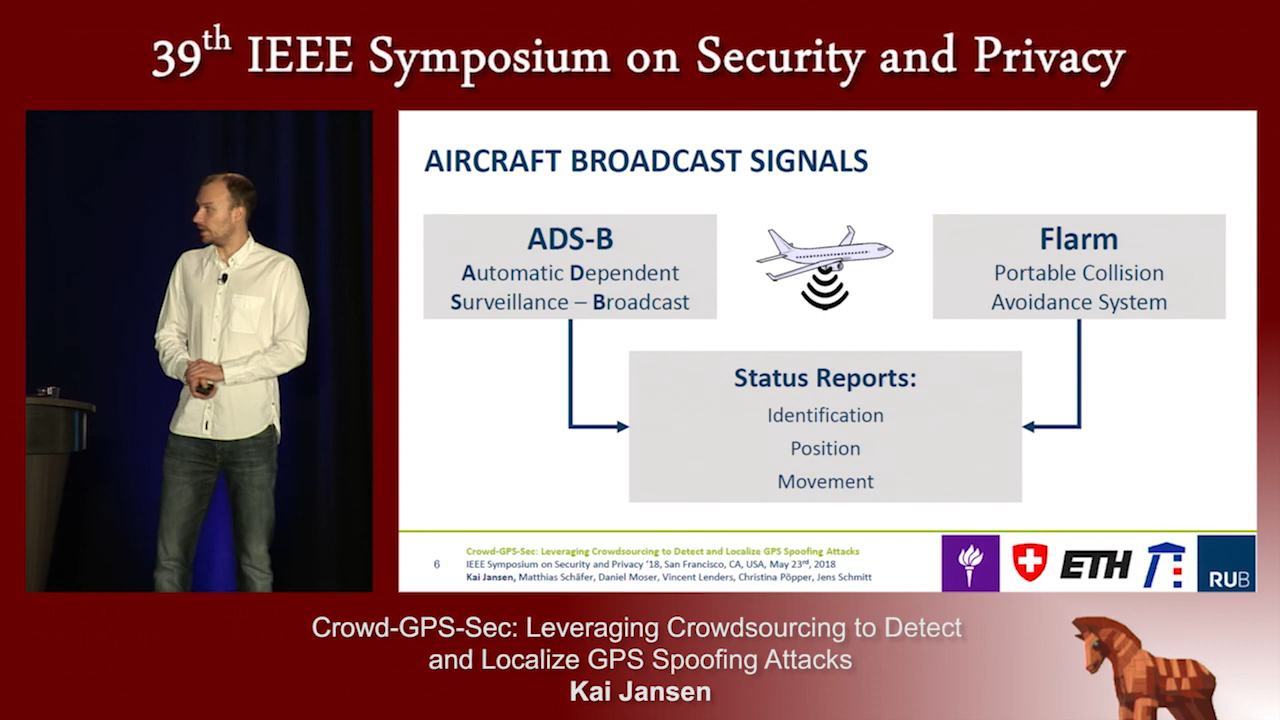 39th IEEE Symposium on Security and Privacy
AIRCRAFT BROADCAST SIGNALS
ADS-B
Automatic Dependent
Surveillance – Broadcast
Flarm
Portable Collision
Avoidance System
Status Reports:
Identification
Position
Movement
6
Crowd-GPS-Sec: Leveraging Crowdsourcing to Detect and Localize GPS Spoofing Attacks
IEEE Symposium on Security and Privacy '18, San Francisco, CA, USA, May 23rd, 2018
Kai Jansen, Matthias Schäfer, Daniel Moser, Vincent Lenders, Christina Pöpper, Jens Schmitt
ETH
RUB
Crowd-GPS-Sec: Leveraging Crowdsourcing to Detect
and Localize GPS Spoofing Attacks
Kai Jansen